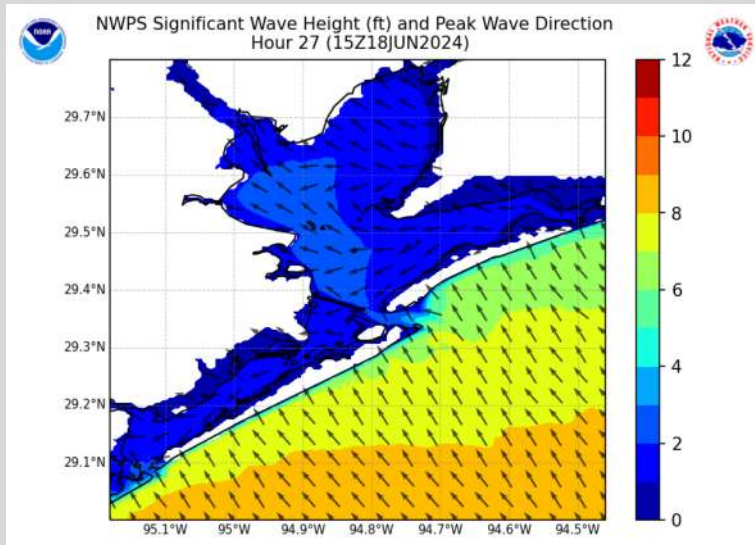 NWPS Significant Wave Height (ft) and Peak Wave Direction
Hour 27 (15Z18JUN2024)
NOAA
29.7°N
29.6°N
29.5°N
29.4°N
29.3°N
29.2°N
29.1°N
95.1°W 95°W 94.9°W 94.8°W 94.7°W 94.6°W 94.5°W
12
10
8
6
4
2
0